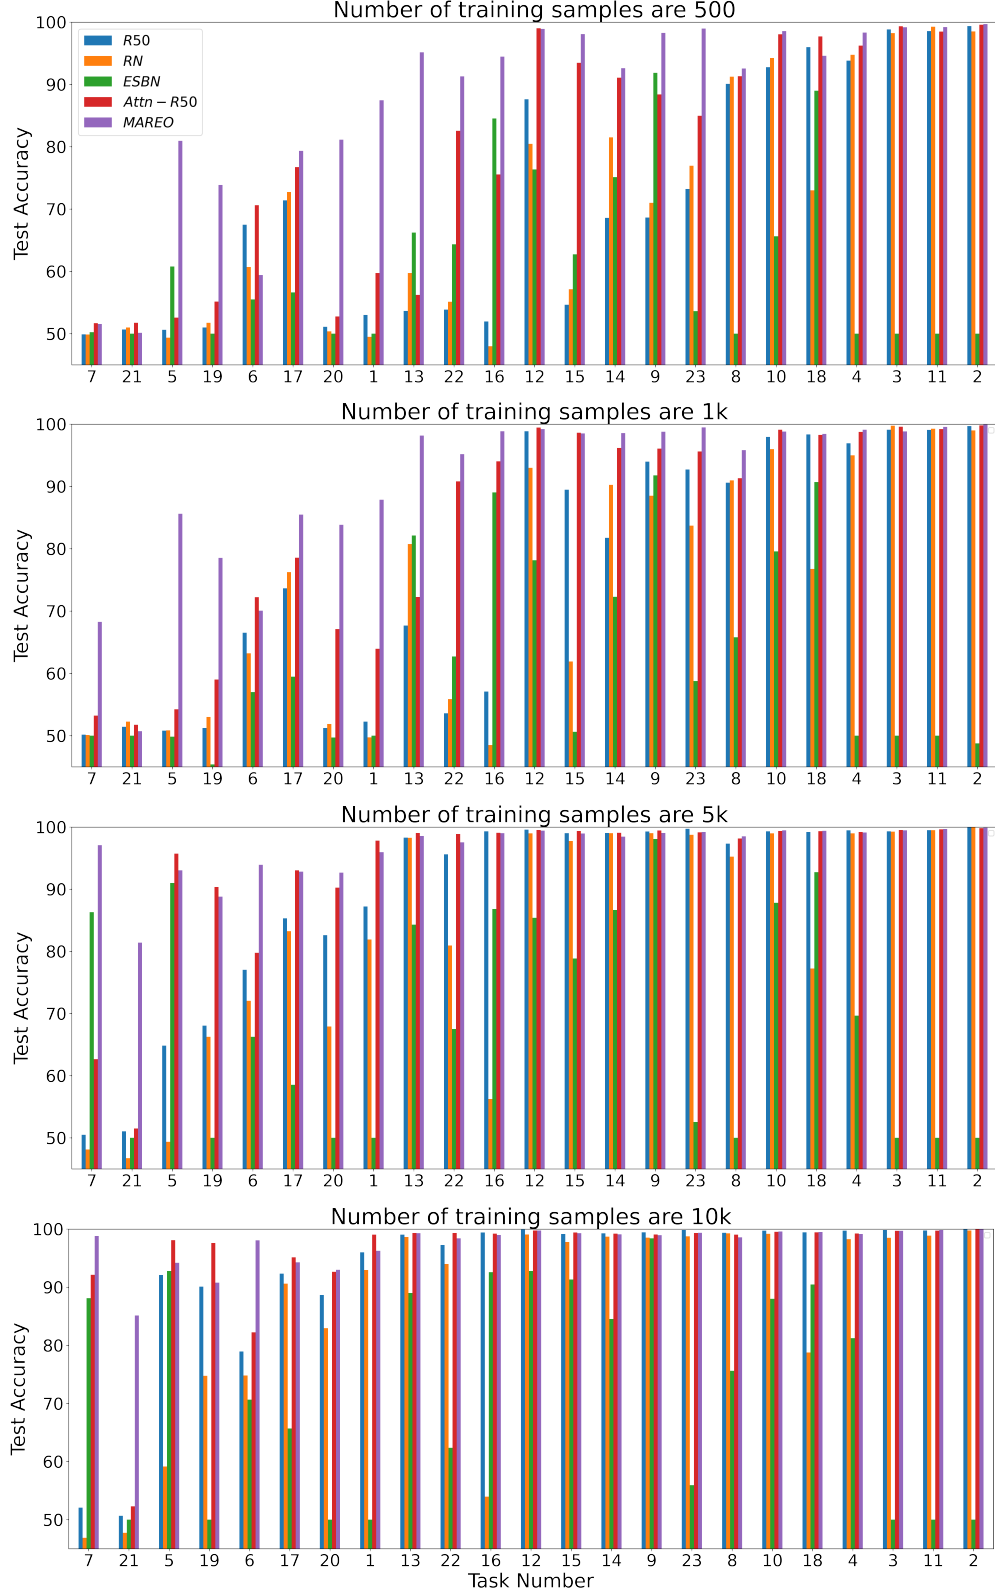 Number of training samples are 500
100
90
80
70
60
50
Test Accuracy
R50
RN
ESBN
Attn − R50
MAREO
7 21 5 19 6 17 20 1 13 22 16 12 15 14 9 23 8 10 18 4 3 11 2
Number of training samples are 1k
100
90
80
70
60
50
Test Accuracy
7 21 5 19 6 17 20 1 13 22 16 12 15 14 9 23 8 10 18 4 3 11 2
Number of training samples are 5k
100
90
80
70
60
50
Test Accuracy
7 21 5 19 6 17 20 1 13 22 16 12 15 14 9 23 8 10 18 4 3 11 2
Number of training samples are 10k
100
90
80
70
60
50
Test Accuracy
7 21 5 19 6 17 20 1 13 22 16 12 15 14 9 23 8 10 18 4 3 11 2
Task Number